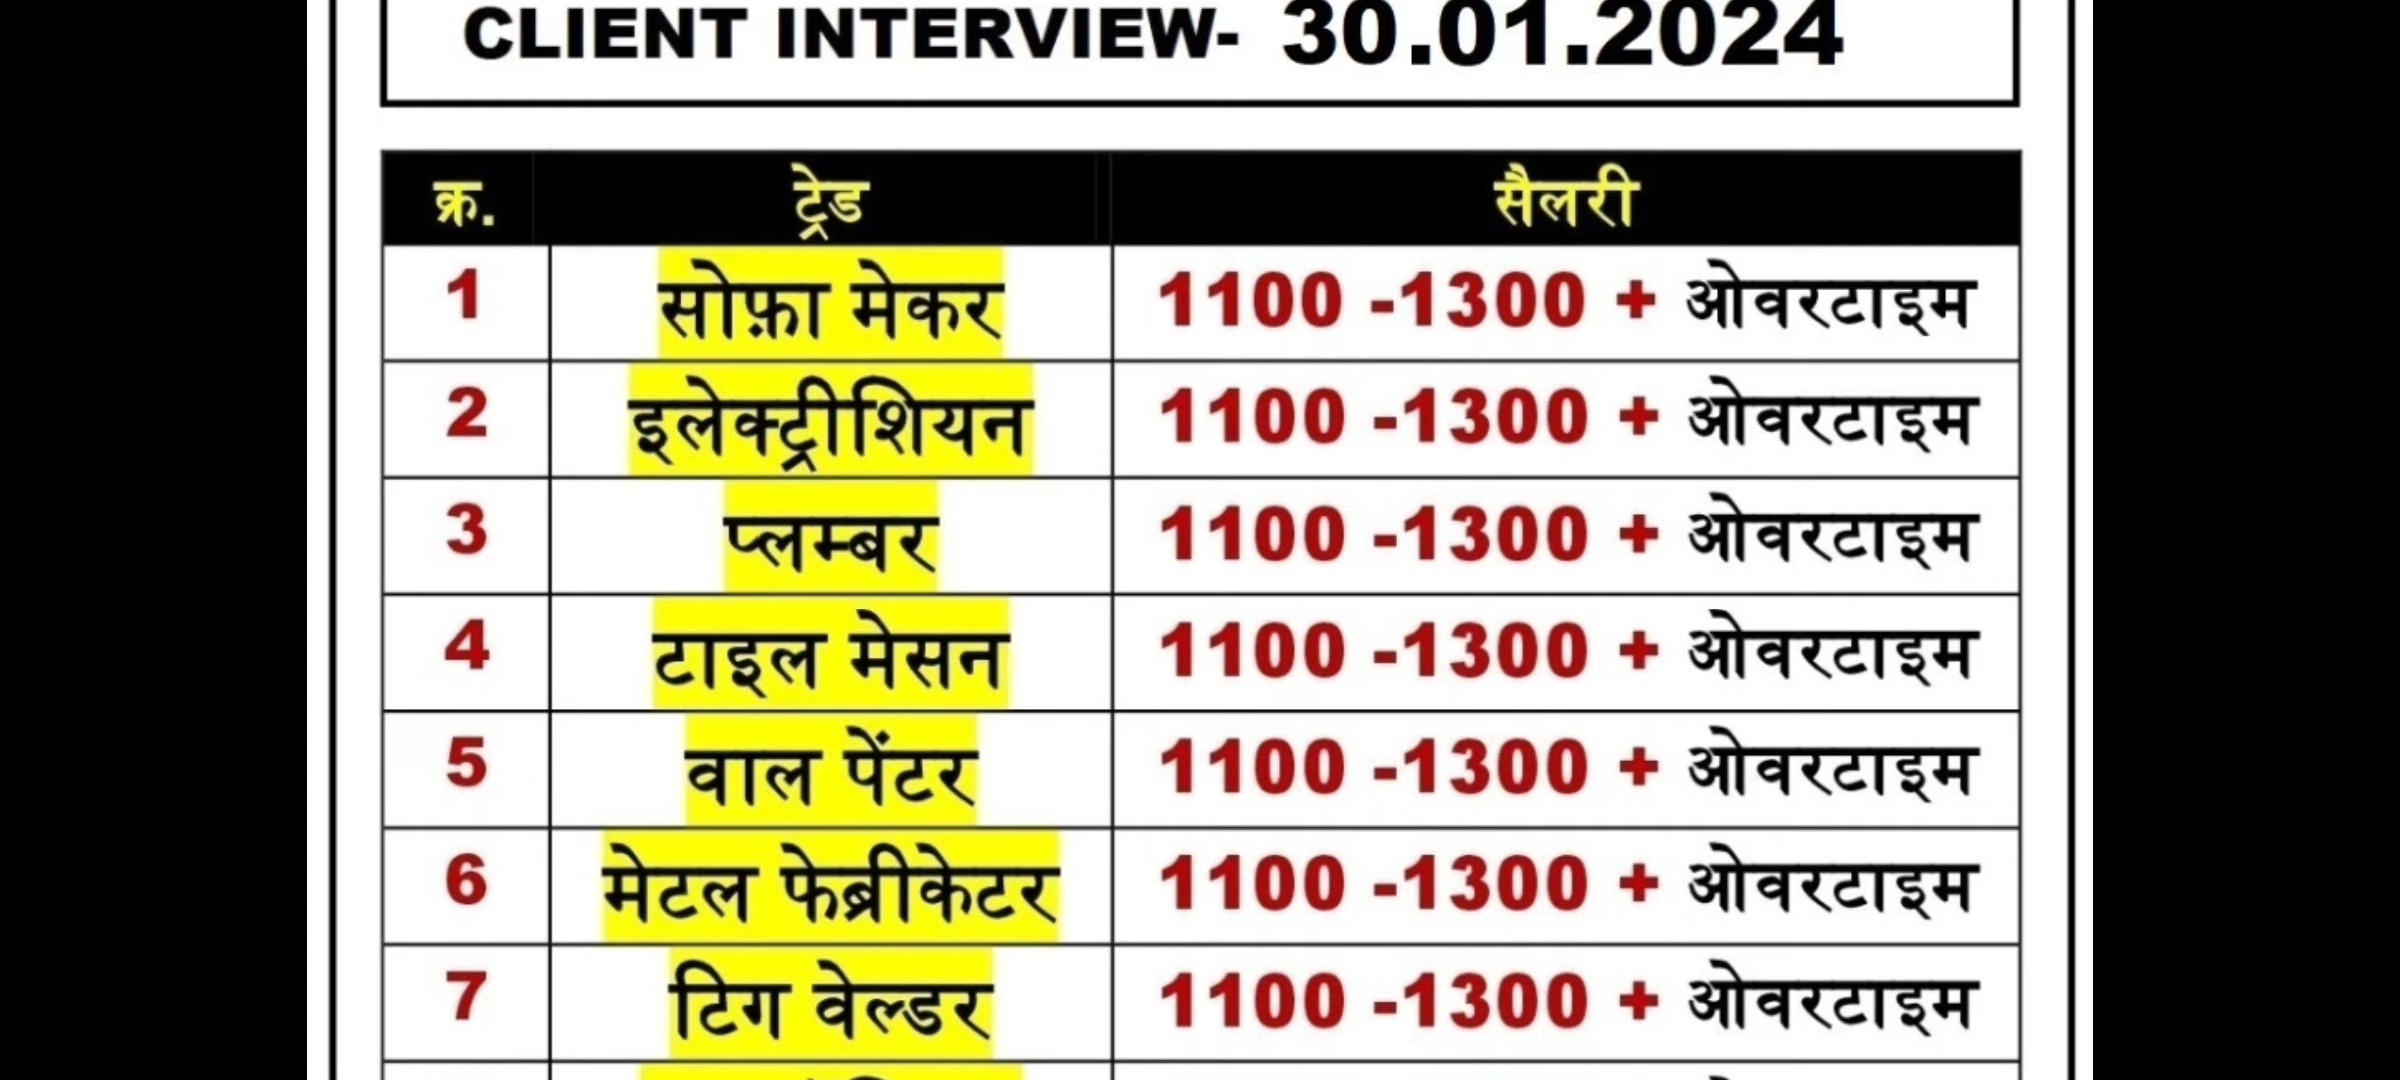 CLIENT INTERVIEW- 30.01.2024
क्र. ट्रेड सैलरी
1 सोफ़ा मेकर 1100 -1300 + ओवरटाइम
2 इलेक्ट्रीशियन 1100 -1300 + ओवरटाइम
3 प्लम्बर 1100 -1300 + ओवरटाइम
4 टाइल मेसन 1100 -1300 + ओवरटाइम
5 वाल पेंटर 1100 -1300 + ओवरटाइम
6 मेटल फेब्रीकेटर 1100 -1300 + ओवरटाइम
7 टिग वेल्डर 1100 -1300 + ओवरटाइम